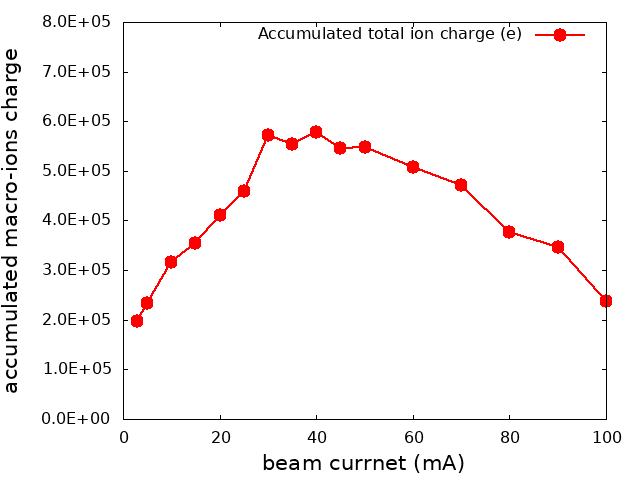 8.0E+05
Accumulated total ion charge (e)
7.0E+05
6.0E+05
5.0E+05
4.0E+05
3.0E+05
2.0E+05
1.0E+05
0.0E+00
accumulated macro-ions charge
0 20 40 60 80 100
beam currnet (mA)